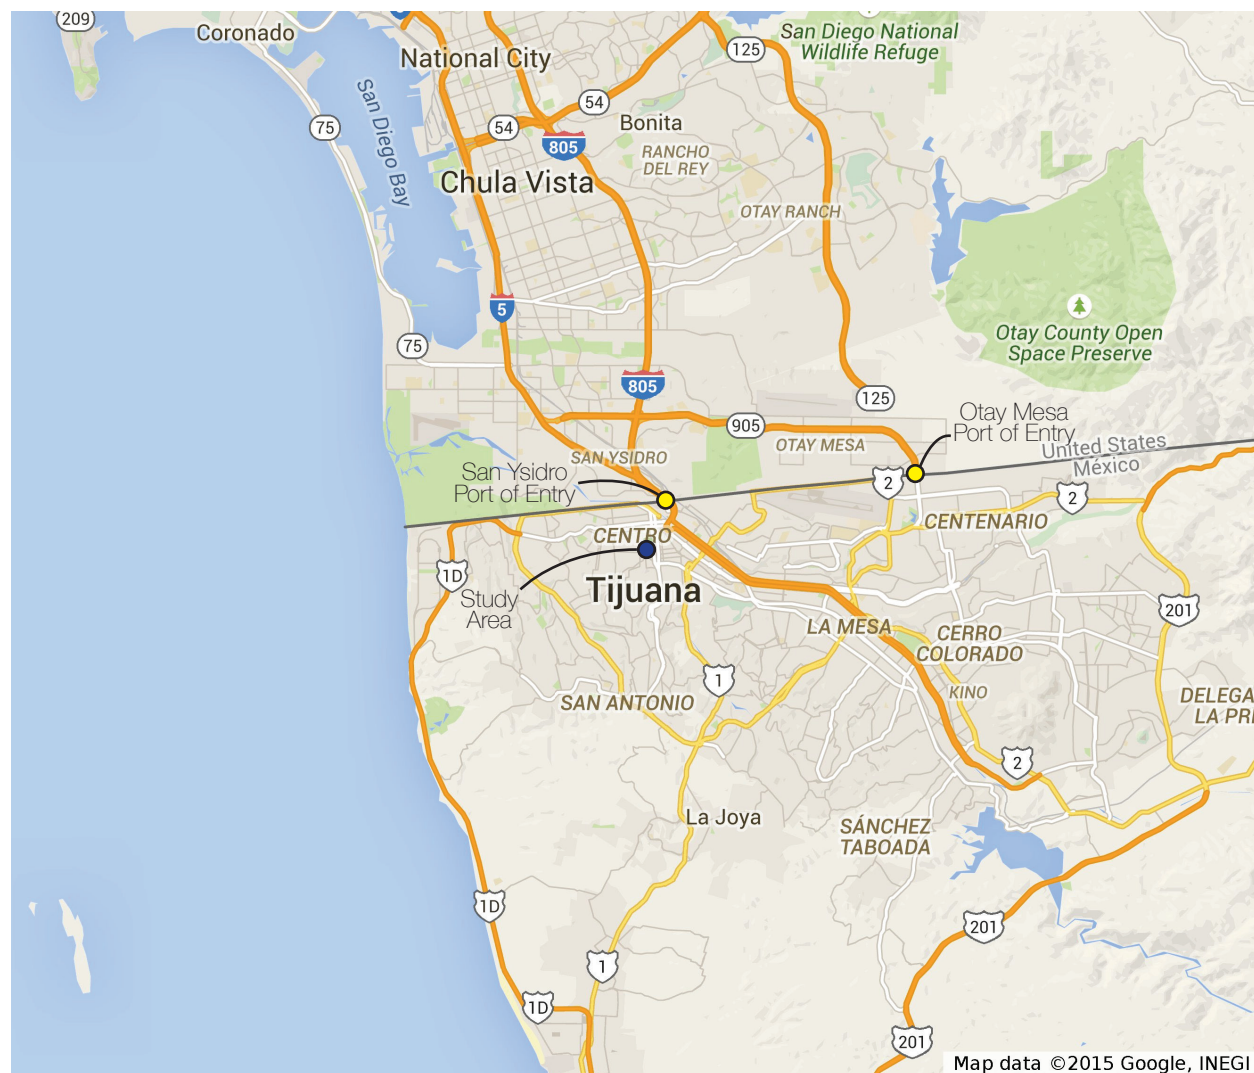 209
Coronado
National City
San Diego National
Wildlife Refuge
125
75
San Diego Bay
54
54
Bonita
805
RANCHO
DEL REY
Chula Vista
OTAY RANCH
5
75
Otay County Open
Space Preserve
805
125
905
OTAY MESA
Otay Mesa
Port of Entry
United States
México
SAN YSIDRO
San Ysidro
Port of Entry
2
2
CENTENARIO
CENTRO
1D
Study
Area
Tijuana
201
LA MESA
CERRO
COLORADO
1
KINO
SAN ANTONIO
DELEGA
LA PRE
2
La Joya
SÁNCHEZ
TABOADA
1D
201
1
1D
201
Map data ©2015 Google, INEGI